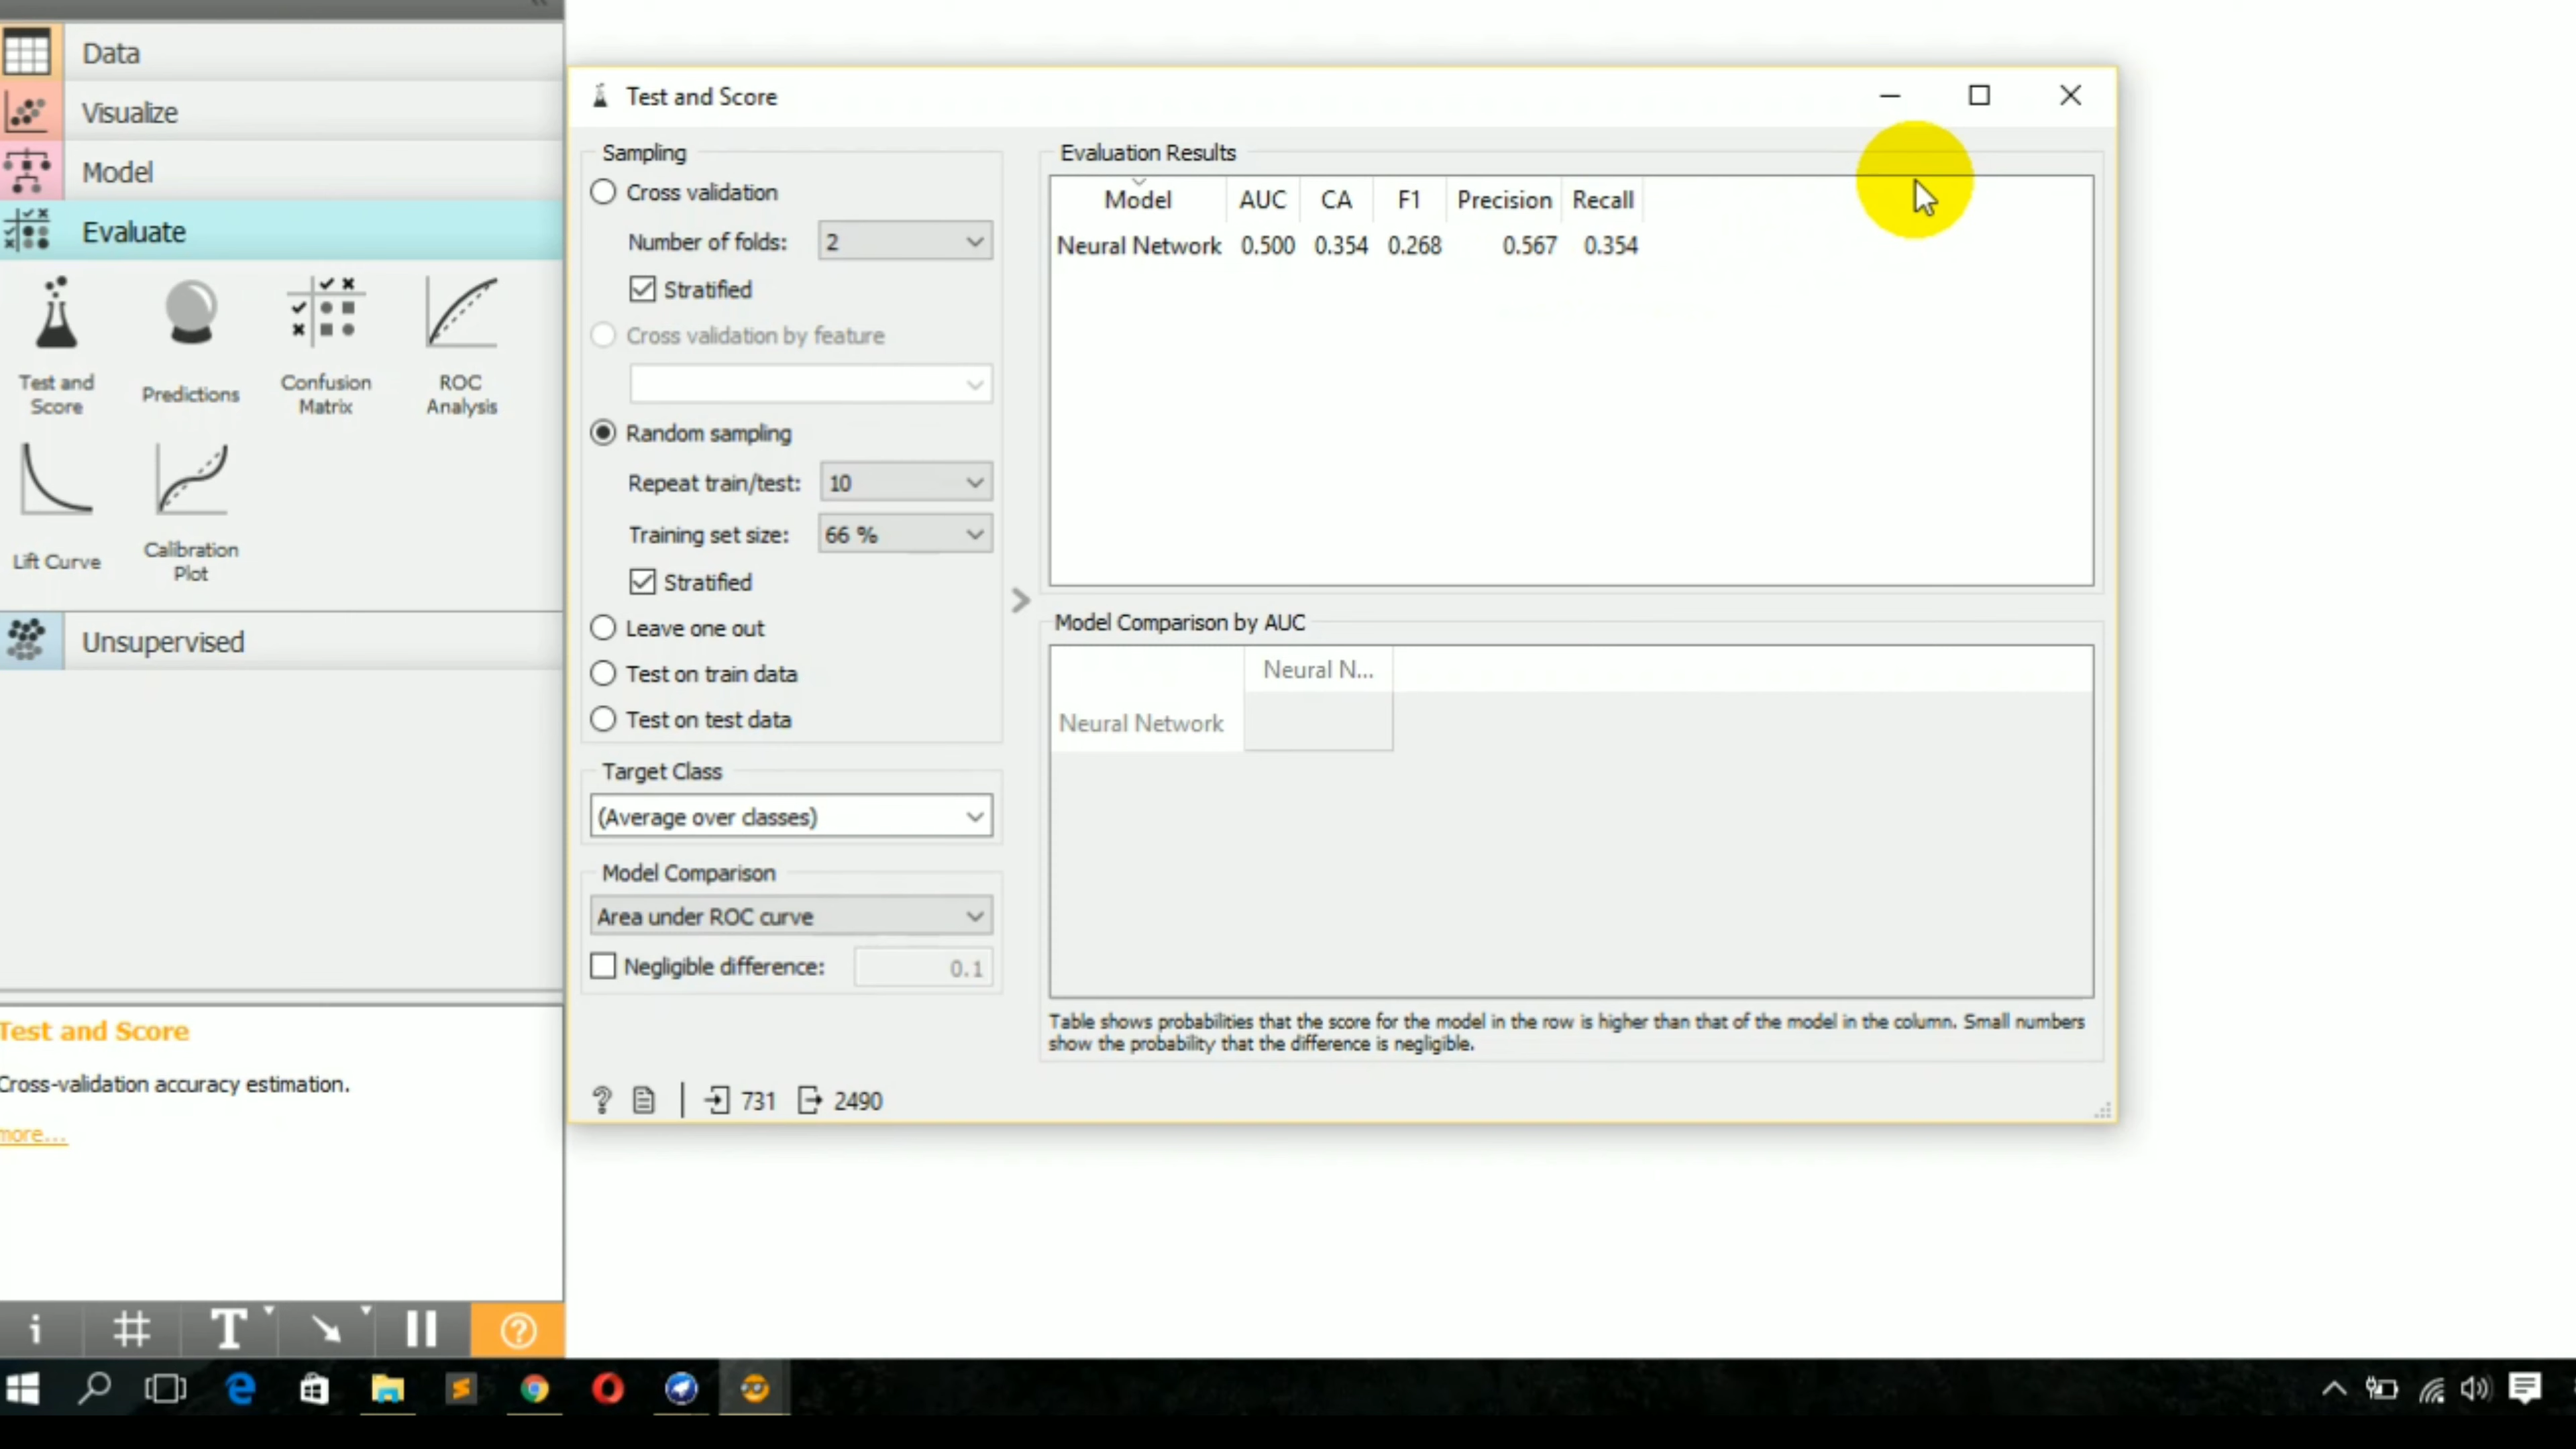 Data
Visualize
Model
Evaluate
Test and
Score
Predictions
Confusion
Matrix
ROC
Analysis
Lift Curve
Calibration
Plot
Unsupervised
Test and Score
Cross-validation accuracy estimation.
more...
Test and Score
Sampling
Cross validation
Number of folds: 2
Stratified
Cross validation by feature
Random sampling
Repeat train/test: 10
Training set size: 66 %
Stratified
Leave one out
Test on train data
Test on test data
Target Class
(Average over classes)
Model Comparison
Area under ROC curve
Negligible difference: 0.1
731 2490
Evaluation Results
Model AUC CA F1 Precision Recall
Neural Network 0.500 0.354 0.268 0.567 0.354
Model Comparison by AUC
Neural N...
Neural Network
Table shows probabilities that the score for the model in the row is higher than that of the model in the column. Small numbers
show the probability that the difference is negligible.